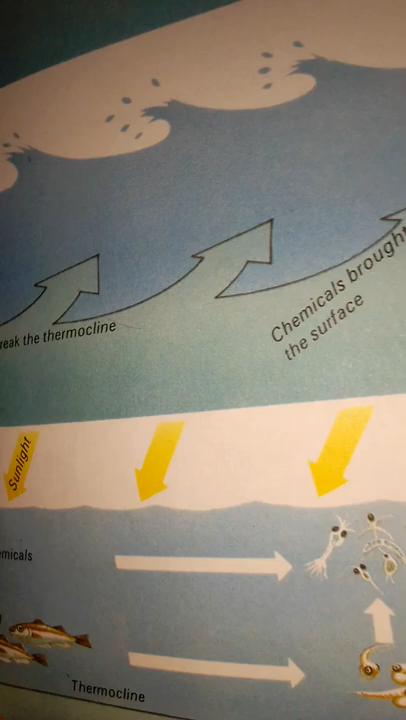 reak the thermocline
Chemicals brought
the surface
Sunlight
emicals
Thermocline